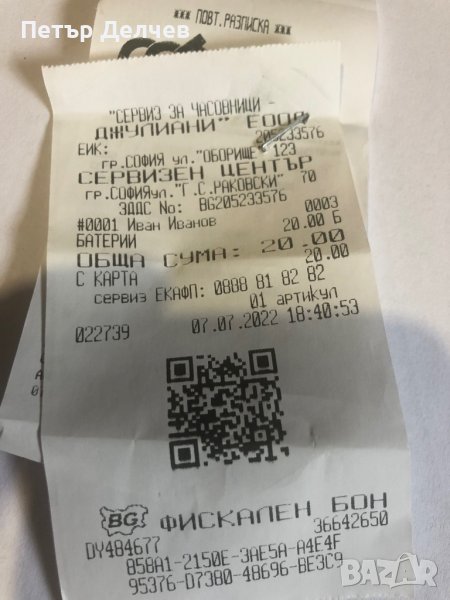 Петър Делчев
*** ПОВТ.РАЗПИСКА ***
"СЕРВИЗ ЗА ЧАСОВНИЦИ -
ДЖУЛИАНИ" ЕООД
ЕИК: 205233576
гр.СОФИЯ ул."ОБОРИЩЕ" 123
СЕРВИЗЕН ЦЕНТЪР
гр.СОФИЯул."Г.С.РАКОВСКИ" 70
ЗДДС No: BG205233576
#0001 Иван Иванов 0003
БАТЕРИИ 20.00 Б
ОБЩА СУМА: 20.00
С КАРТА 20.00
сервиз ЕКАФП: 0888 81 82 82
01 артикул
022739 07.07.2022 18:40:53
BG ФИСКАЛЕН БОН
DY484677 36642650
858A1-2150E-3AE5A-A4E4F
95376-D7380-48696-BE3C9
BAZAR